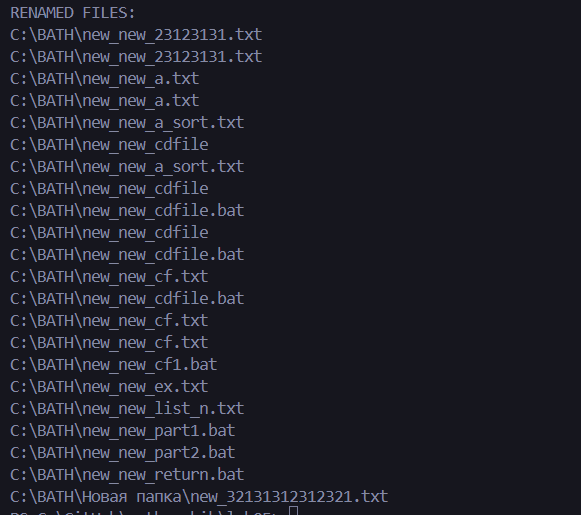 RENAMED FILES:
C:\BATH\new_new_23123131.txt
C:\BATH\new_new_23123131.txt
C:\BATH\new_new_a.txt
C:\BATH\new_new_a.txt
C:\BATH\new_new_a_sort.txt
C:\BATH\new_new_cdfile
C:\BATH\new_new_a_sort.txt
C:\BATH\new_new_cdfile
C:\BATH\new_new_cdfile.bat
C:\BATH\new_new_cdfile
C:\BATH\new_new_cdfile.bat
C:\BATH\new_new_cf.txt
C:\BATH\new_new_cdfile.bat
C:\BATH\new_new_cf.txt
C:\BATH\new_new_cf.txt
C:\BATH\new_new_cf1.bat
C:\BATH\new_new_ex.txt
C:\BATH\new_new_list_n.txt
C:\BATH\new_new_part1.bat
C:\BATH\new_new_part2.bat
C:\BATH\new_new_return.bat
C:\BATH\Новая папка\new_32131312312321.txt